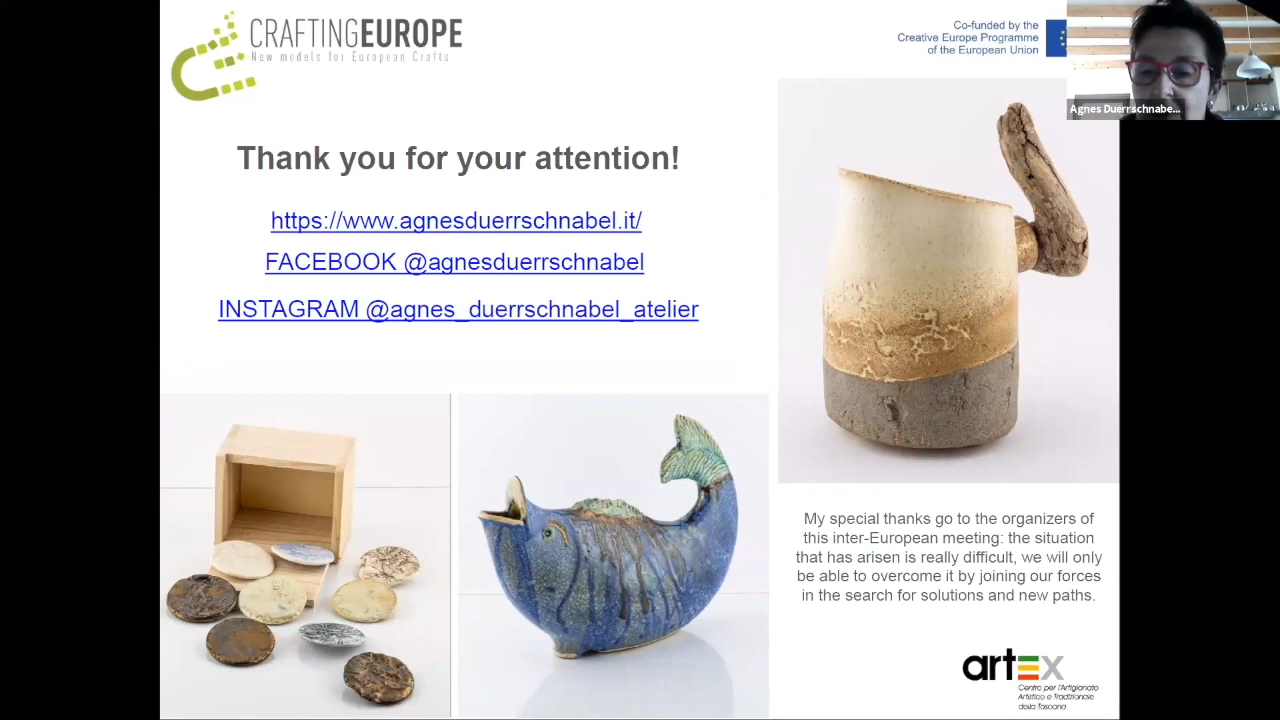 CRAFTINGEUROPE
New models for European Crafts
Co-funded by the
Creative Europe Programme
of the European Union
Agnes Duerrschnabe...
Thank you for your attention!
https://www.agnesduerrschnabel.it/
FACEBOOK @agnesduerrschnabel
INSTAGRAM @agnes_duerrschnabel_atelier
My special thanks go to the organizers of
this inter-European meeting: the situation
that has arisen is really difficult, we will only
be able to overcome it by joining our forces
in the search for solutions and new paths.
artex
Centro per l'Artigianato
Artistico e Tradizionale
della Toscana